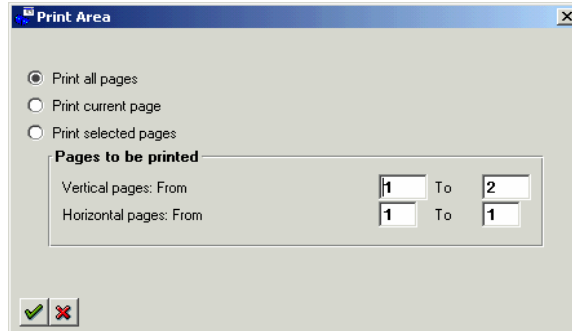 Print Area
Print all pages
Print current page
Print selected pages
Pages to be printed
Vertical pages: From 1 To 2
Horizontal pages: From 1 To 1